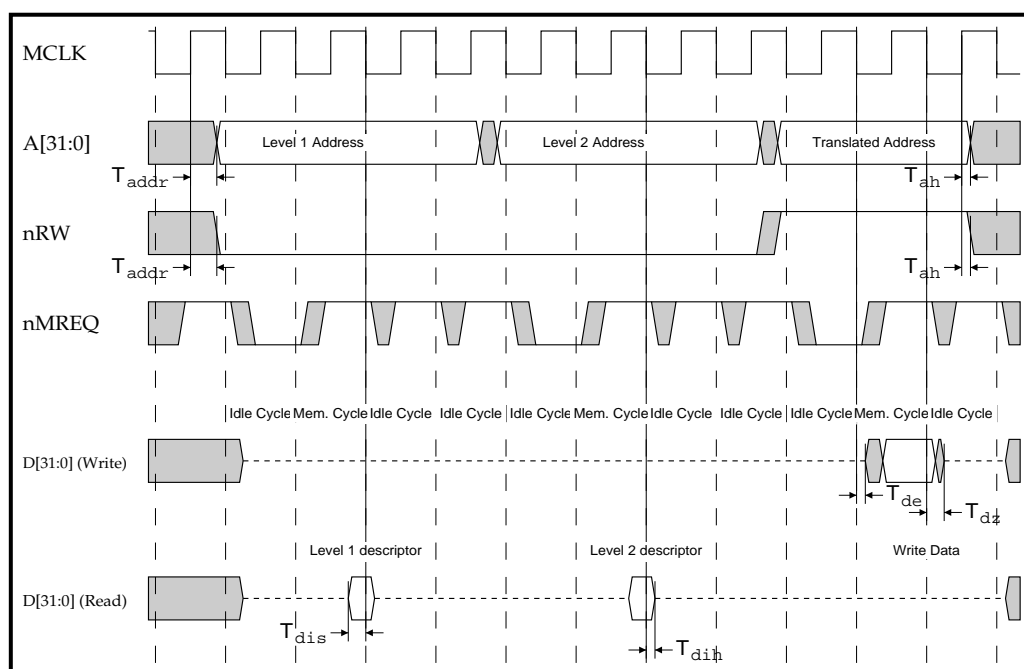 MCLK
A[31:0]
Level 1 Address
Level 2 Address
Translated Address
Taddr
Tah
nRW
Taddr
Tah
nMREQ
Idle Cycle Mem. Cycle Idle Cycle Idle Cycle Idle Cycle Mem. Cycle Idle Cycle Idle Cycle Idle Cycle Mem. Cycle Idle Cycle
D[31:0] (Write)
Tde
Tdz
Level 1 descriptor
Level 2 descriptor
Write Data
D[31:0] (Read)
Tdis
Tdih